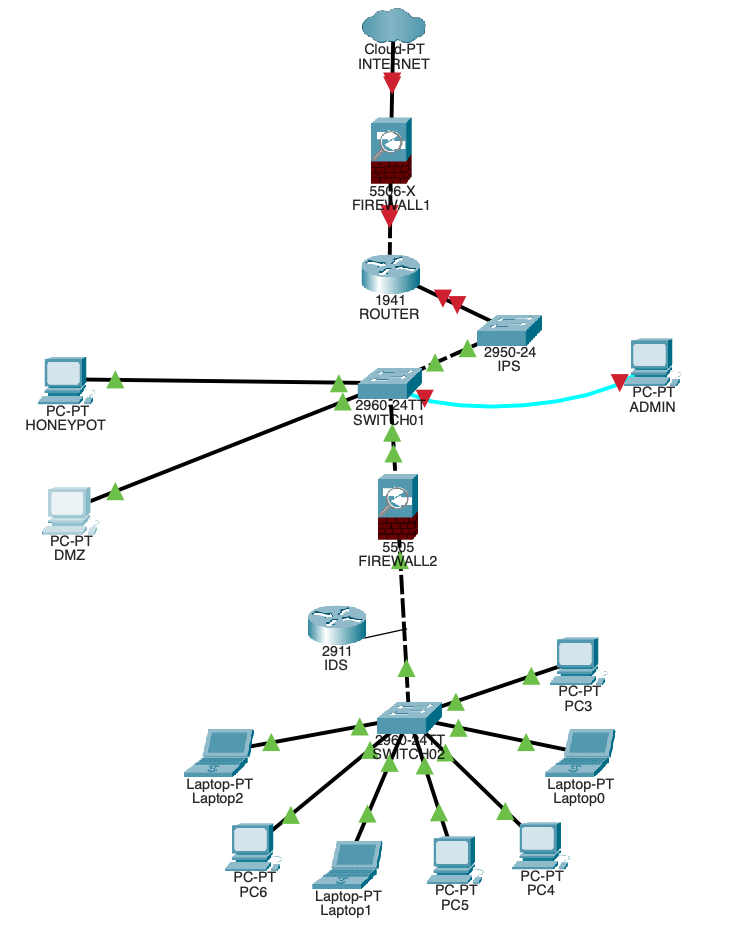 Cloud-PT
INTERNET
5506-X
FIREWALL1
1941
ROUTER
2950-24
IPS
PC-PT
HONEYPOT
2960-24TT
SWITCH01
PC-PT
ADMIN
PC-PT
DMZ
5505
FIREWALL2
2911
IDS
PC-PT
PC3
2960-24TT
SWITCH02
Laptop-PT
Laptop2
Laptop-PT
Laptop0
PC-PT
PC6
Laptop-PT
Laptop1
PC-PT
PC5
PC-PT
PC4